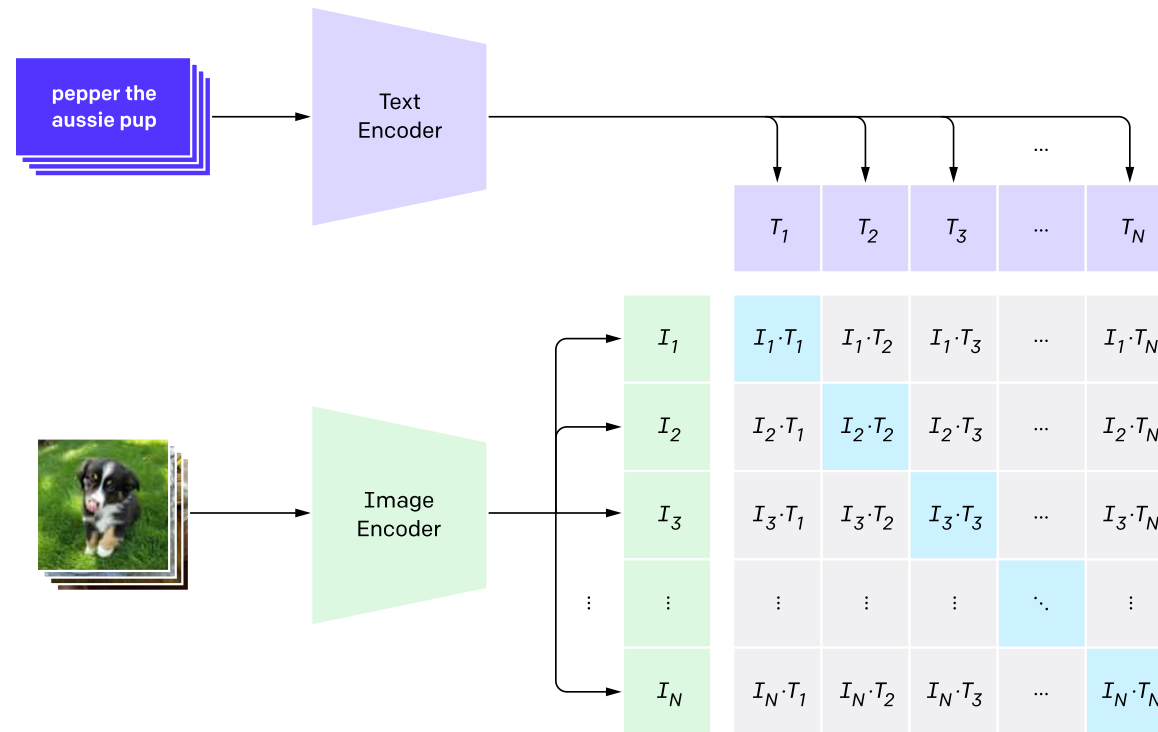 pepper the
aussie pup
Text
Encoder
...
T1 T2 T3 ... TN
Image
Encoder
I1 I1·T1 I1·T2 I1·T3 ... I1·TN
I2 I2·T1 I2·T2 I2·T3 ... I2·TN
I3 I3·T1 I3·T2 I3·T3 ... I3·TN
⋮ ⋮ ⋮ ⋮ ⋮ ⋱ ⋮
IN IN·T1 IN·T2 IN·T3 ... IN·TN